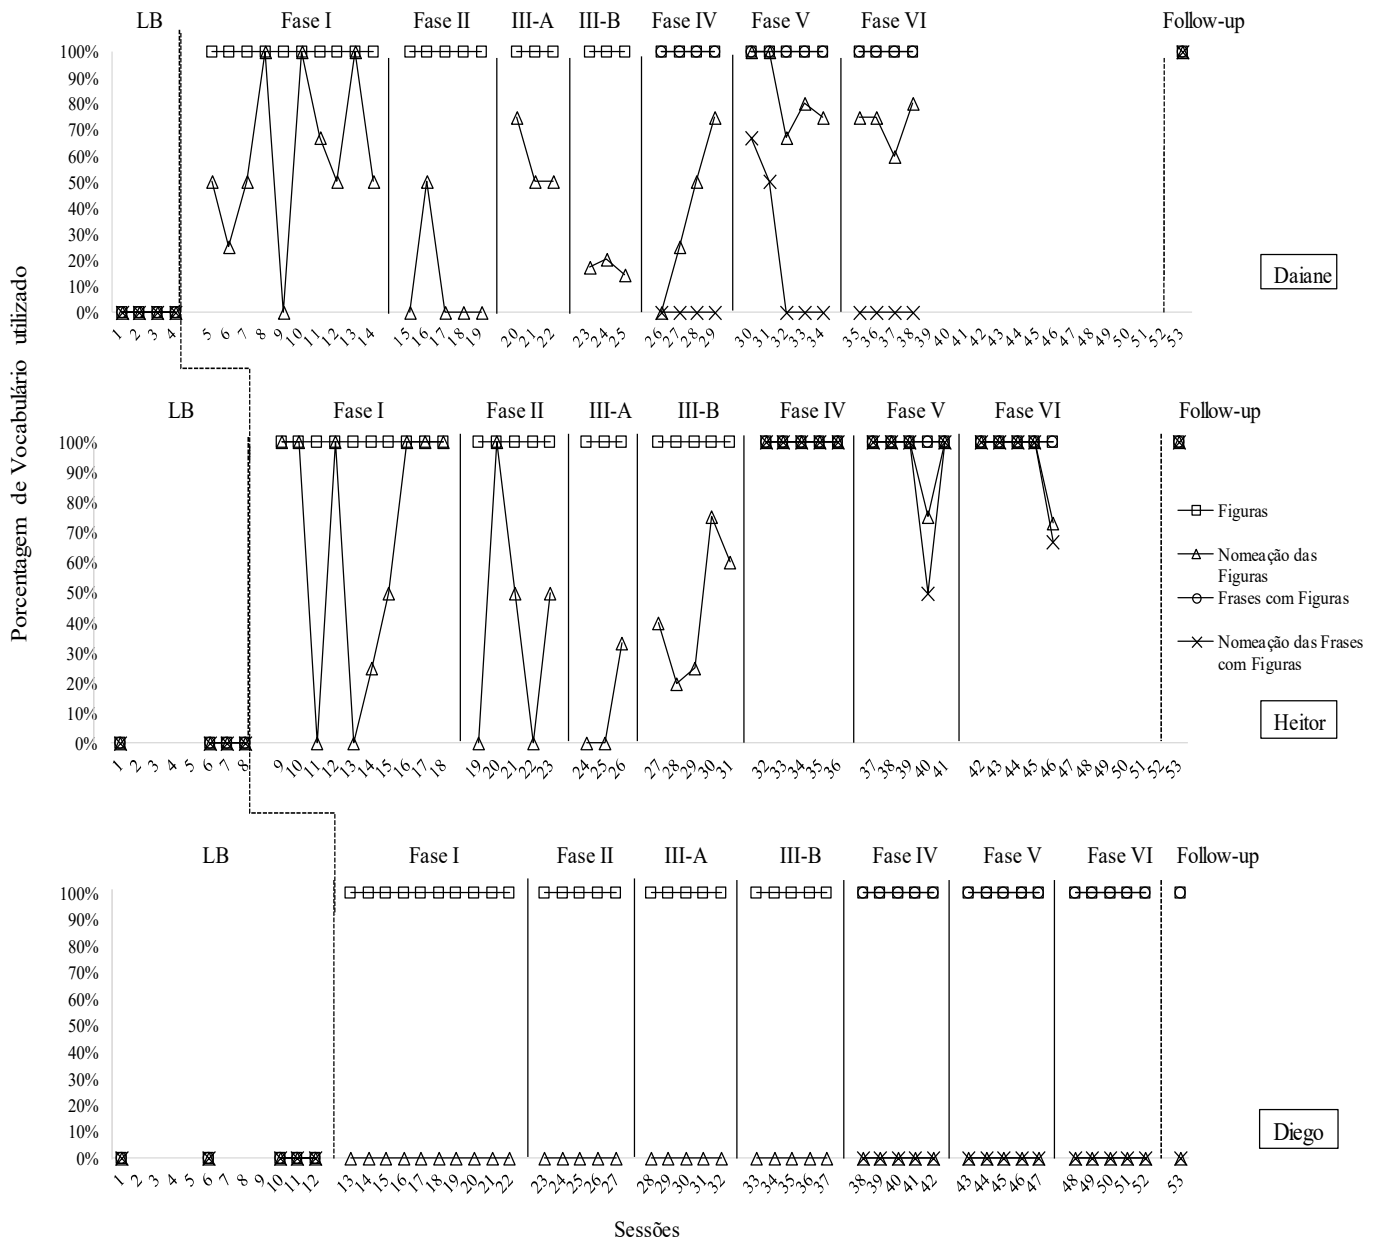 LB Fase I Fase II III-A III-B Fase IV Fase V Fase VI Follow-up
100%
90%
80%
70%
60%
50%
40%
30%
20%
10%
0%
1 2 3 4 5 6 7 8 9 10 11 12 13 14 15 16 17 18 19 20 21 22 23 24 25 26 27 28 29 30 31 32 33 34 35 36 37 38 39 40 41 42 43 44 45 46 47 48 49 50 51 52 53
Daiane
Porcentagem de Vocabulário utilizado
LB Fase I Fase II III-A III-B Fase IV Fase V Fase VI Follow-up
100%
90%
80%
70%
60%
50%
40%
30%
20%
10%
0%
1 2 3 4 5 6 7 8 9 10 11 12 13 14 15 16 17 18 19 20 21 22 23 24 25 26 27 28 29 30 31 32 33 34 35 36 37 38 39 40 41 42 43 44 45 46 47 48 49 50 51 52 53
Figuras
Nomeação das
Figuras
Frases com Figuras
Nomeação das Frases
com Figuras
Heitor
LB Fase I Fase II III-A III-B Fase IV Fase V Fase VI Follow-up
100%
90%
80%
70%
60%
50%
40%
30%
20%
10%
0%
1 2 3 4 5 6 7 8 9 10 11 12 13 14 15 16 17 18 19 20 21 22 23 24 25 26 27 28 29 30 31 32 33 34 35 36 37 38 39 40 41 42 43 44 45 46 47 48 49 50 51 52 53
Diego
Sessões